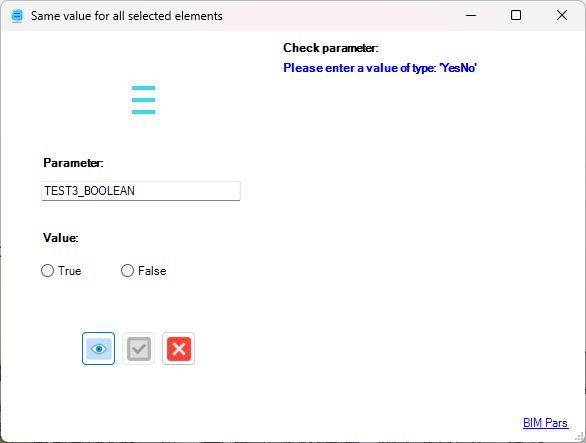 Same value for all selected elements
Check parameter:
Please enter a value of type: 'YesNo'
Parameter:
TEST3_BOOLEAN
Value:
True
False
BIM Pars